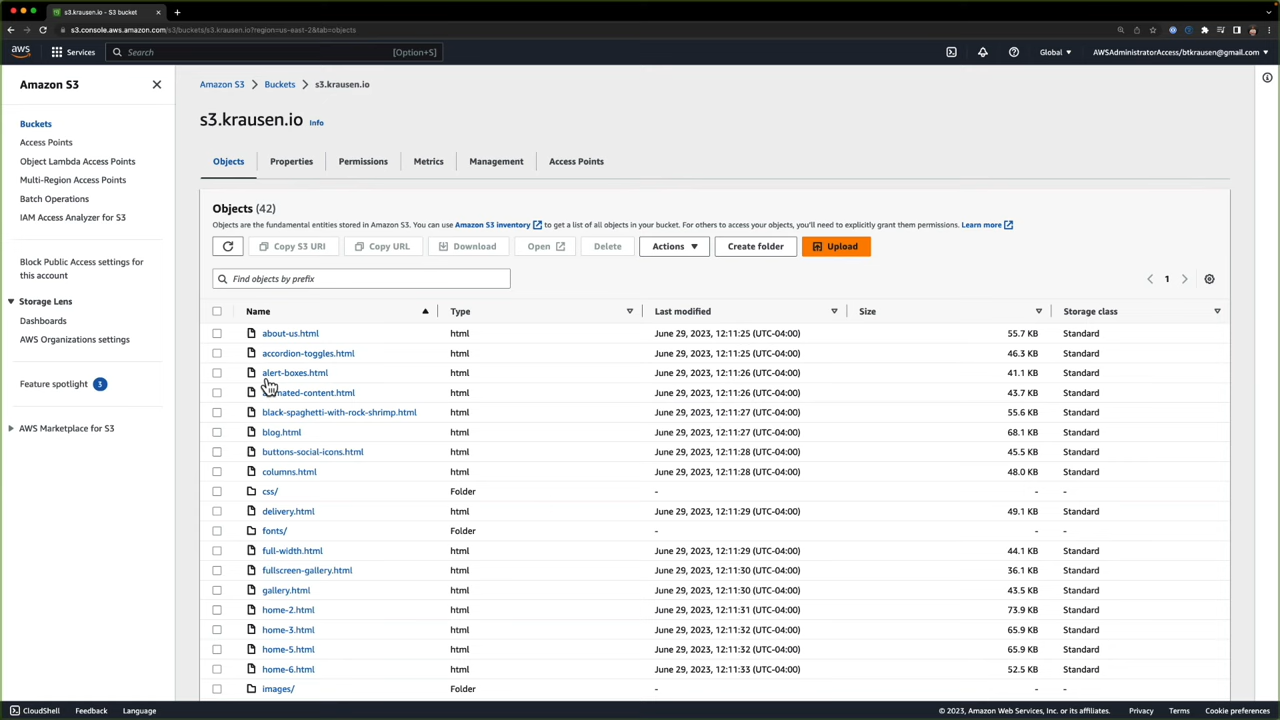 s3.krausen.io - S3 bucket
s3.console.aws.amazon.com/s3/buckets/s3.krausen.io?region=us-east-2&tab=objects
aws Services Search [Option+S] Global AWSAdministratorAccess/btkrausen@gmail.com
Amazon S3
Buckets
Access Points
Object Lambda Access Points
Multi-Region Access Points
Batch Operations
IAM Access Analyzer for S3
Block Public Access settings for
this account
Storage Lens
Dashboards
AWS Organizations settings
Feature spotlight 3
AWS Marketplace for S3
Amazon S3 Buckets s3.krausen.io
s3.krausen.io Info
Objects Properties Permissions Metrics Management Access Points
Objects (42)
Objects are the fundamental entities stored in Amazon S3. You can use Amazon S3 inventory to get a list of all objects in your bucket. For others to access your objects, you'll need to explicitly grant them permissions. Learn more
Copy S3 URI Copy URL Download Open Delete Actions Create folder Upload
Find objects by prefix 1
Name Type Last modified Size Storage class
about-us.html html June 29, 2023, 12:11:25 (UTC-04:00) 55.7 KB Standard
accordion-toggles.html html June 29, 2023, 12:11:25 (UTC-04:00) 46.3 KB Standard
alert-boxes.html html June 29, 2023, 12:11:26 (UTC-04:00) 41.1 KB Standard
animated-content.html html June 29, 2023, 12:11:26 (UTC-04:00) 43.7 KB Standard
black-spaghetti-with-rock-shrimp.html html June 29, 2023, 12:11:27 (UTC-04:00) 55.6 KB Standard
blog.html html June 29, 2023, 12:11:27 (UTC-04:00) 68.1 KB Standard
buttons-social-icons.html html June 29, 2023, 12:11:28 (UTC-04:00) 45.5 KB Standard
columns.html html June 29, 2023, 12:11:28 (UTC-04:00) 48.0 KB Standard
css/ Folder - - -
delivery.html html June 29, 2023, 12:11:29 (UTC-04:00) 49.1 KB Standard
fonts/ Folder - - -
full-width.html html June 29, 2023, 12:11:29 (UTC-04:00) 44.1 KB Standard
fullscreen-gallery.html html June 29, 2023, 12:11:30 (UTC-04:00) 36.1 KB Standard
gallery.html html June 29, 2023, 12:11:30 (UTC-04:00) 43.5 KB Standard
home-2.html html June 29, 2023, 12:11:31 (UTC-04:00) 73.9 KB Standard
home-3.html html June 29, 2023, 12:11:32 (UTC-04:00) 65.9 KB Standard
home-5.html html June 29, 2023, 12:11:32 (UTC-04:00) 65.9 KB Standard
home-6.html html June 29, 2023, 12:11:33 (UTC-04:00) 52.5 KB Standard
images/ Folder - - -
CloudShell Feedback Language © 2023, Amazon Web Services, Inc. or its affiliates. Privacy Terms Cookie preferences